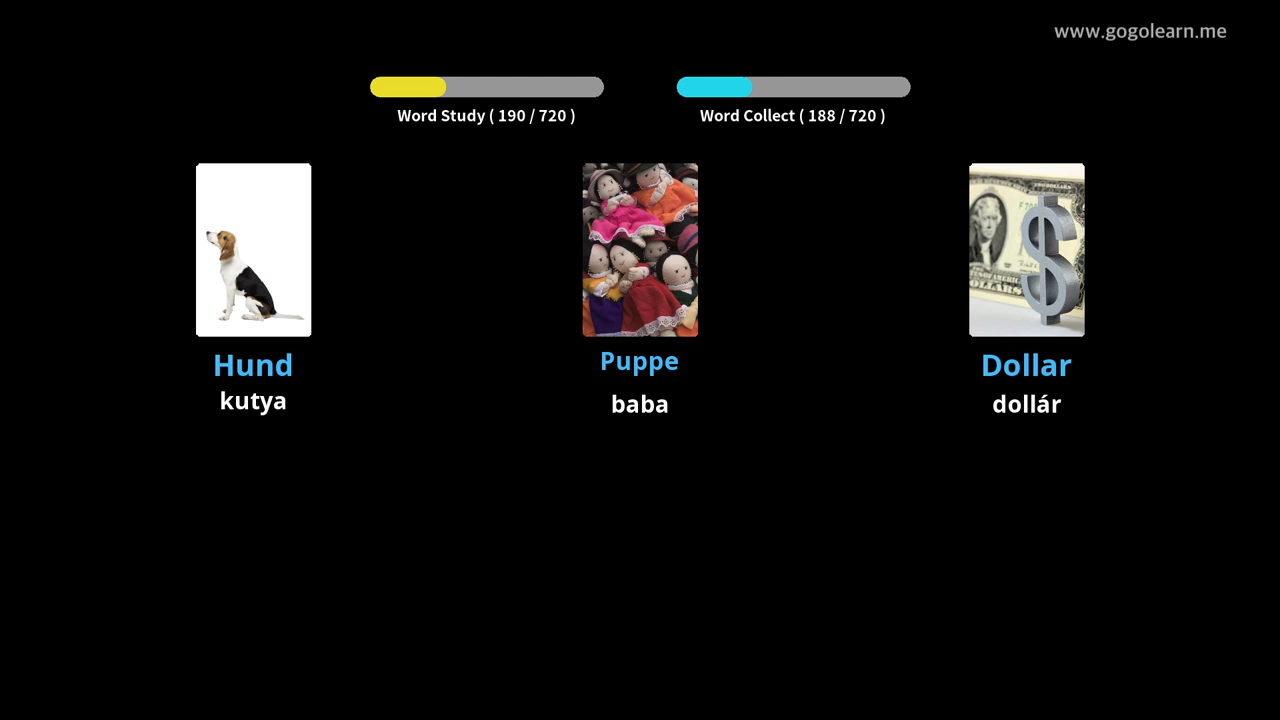 www.gogolearn.me
Word Study ( 190 / 720 )
Word Collect ( 188 / 720 )
Hund
kutya
Puppe
baba
Dollar
dollár